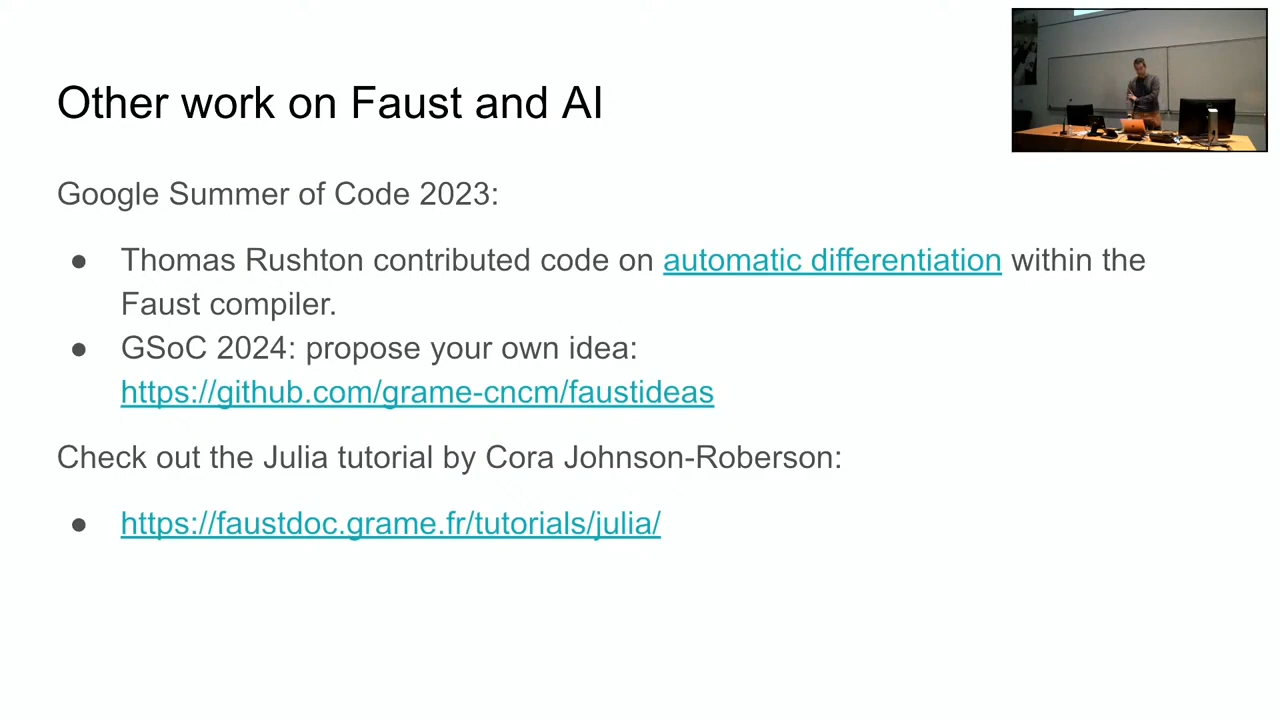 Other work on Faust and AI
Google Summer of Code 2023:
● Thomas Rushton contributed code on automatic differentiation within the
Faust compiler.
● GSoC 2024: propose your own idea:
https://github.com/grame-cncm/faustideas
Check out the Julia tutorial by Cora Johnson-Roberson:
● https://faustdoc.grame.fr/tutorials/julia/